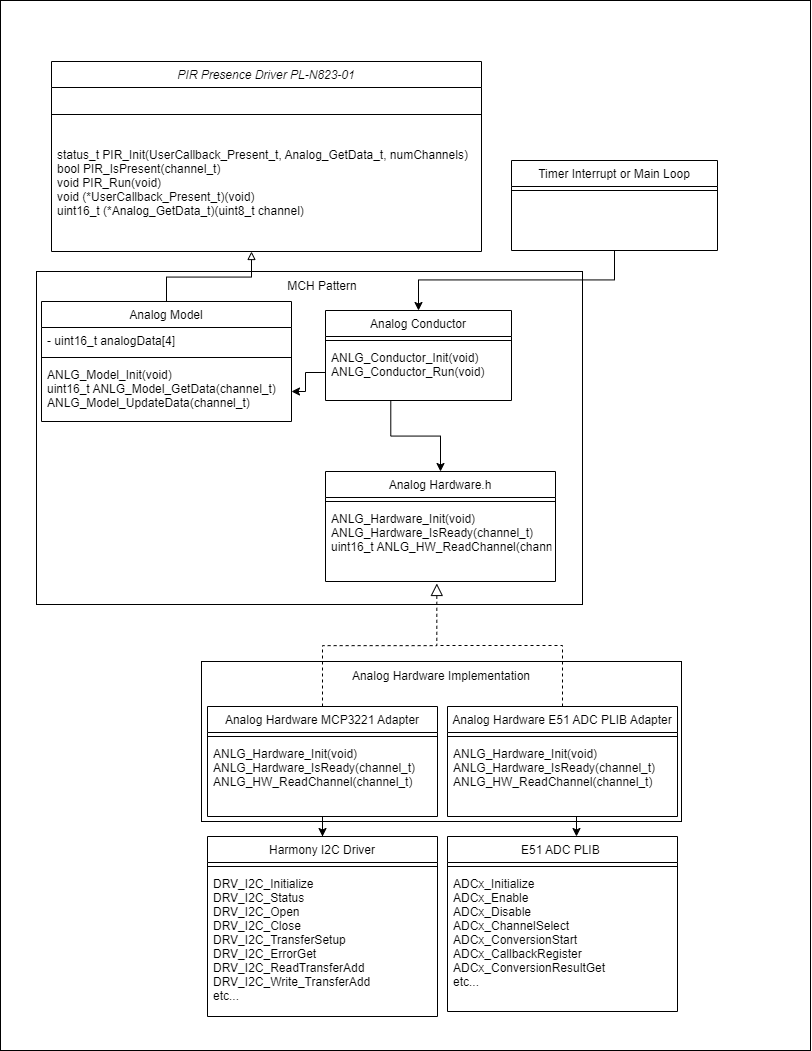 PIR Presence Driver PL-N823-01
status_t PIR_Init(UserCallback_Present_t, Analog_GetData_t, numChannels)
bool PIR_IsPresent(channel_t)
void PIR_Run(void)
void (*UserCallback_Present_t)(void)
uint16_t (*Analog_GetData_t)(uint8_t channel)
Timer Interrupt or Main Loop
MCH Pattern
Analog Model
- uint16_t analogData[4]
ANLG_Model_Init(void)
uint16_t ANLG_Model_GetData(channel_t)
ANLG_Model_UpdateData(channel_t)
Analog Conductor
ANLG_Conductor_Init(void)
ANLG_Conductor_Run(void)
Analog Hardware.h
ANLG_Hardware_Init(void)
ANLG_Hardware_IsReady(channel_t)
uint16_t ANLG_HW_ReadChannel(chann
Analog Hardware Implementation
Analog Hardware MCP3221 Adapter
ANLG_Hardware_Init(void)
ANLG_Hardware_IsReady(channel_t)
ANLG_HW_ReadChannel(channel_t)
Analog Hardware E51 ADC PLIB Adapter
ANLG_Hardware_Init(void)
ANLG_Hardware_IsReady(channel_t)
ANLG_HW_ReadChannel(channel_t)
Harmony I2C Driver
DRV_I2C_Initialize
DRV_I2C_Status
DRV_I2C_Open
DRV_I2C_Close
DRV_I2C_TransferSetup
DRV_I2C_ErrorGet
DRV_I2C_ReadTransferAdd
DRV_I2C_Write_TransferAdd
etc...
E51 ADC PLIB
ADCx_Initialize
ADCx_Enable
ADCx_Disable
ADCx_ChannelSelect
ADCx_ConversionStart
ADCx_CallbackRegister
ADCx_ConversionResultGet
etc...